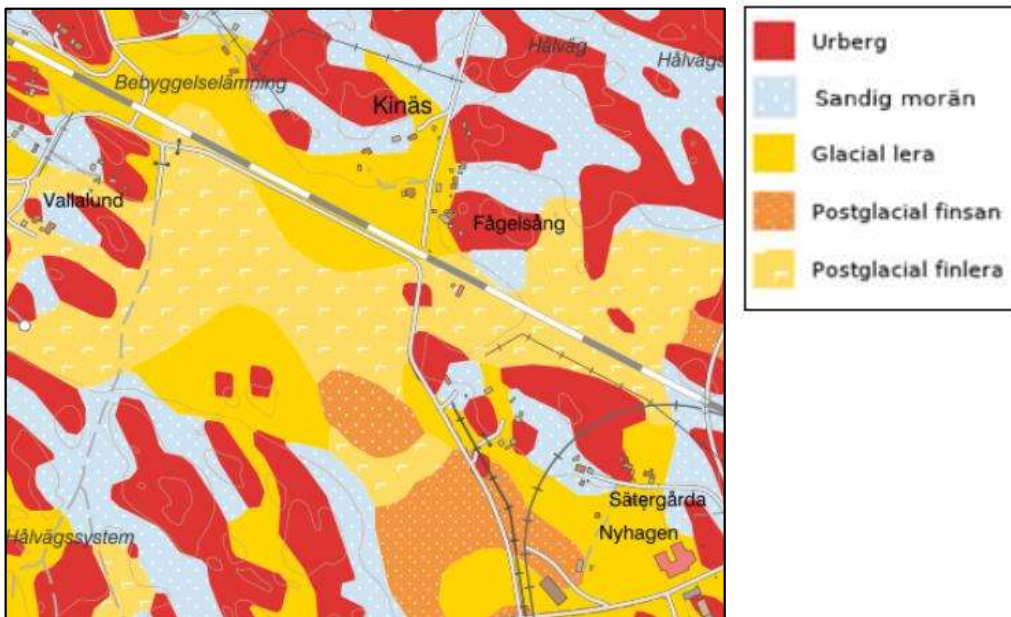 Hålväg
Hålvägs
Bebyggelselämning
Kinäs
Vallalund
Fågelsång
Sätergårda
Nyhagen
Hålvägssystem
Urberg
Sandig morän
Glacial lera
Postglacial finsan
Postglacial finlera